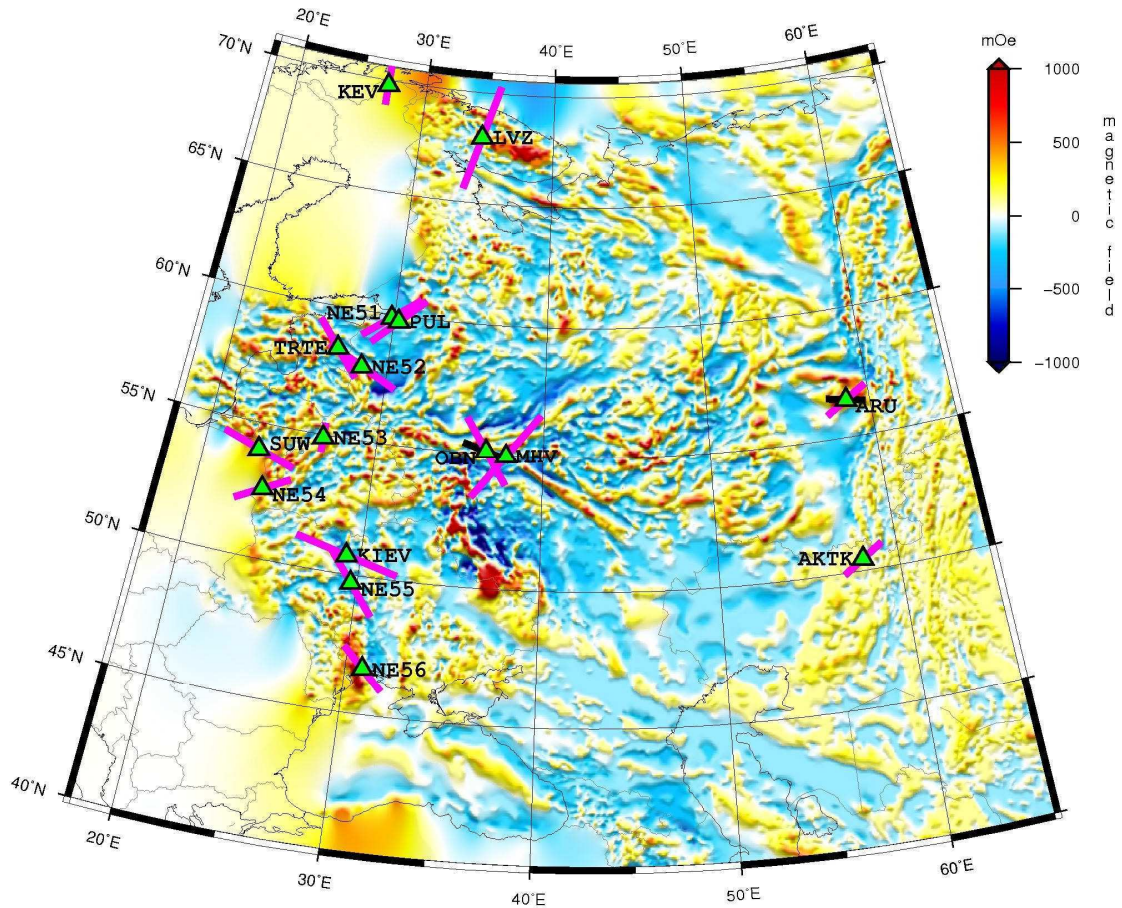 20°E
30°E
40°E
50°E
60°E
70°N
65°N
60°N
55°N
50°N
45°N
40°N
20°E
30°E
40°E
50°E
60°E
KEV
LVZ
NE51
PUL
TRTE
NE52
ARU
SUW
NE53
OBN
MHV
NE54
KIEV
AKTK
NE55
NE56
mOe
1000
500
0
−500
−1000
magnetic field